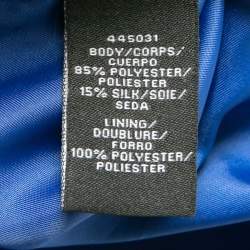 445031
BODY/CORPS/
CUERPO
85% POLYESTER/
POLIESTER
15% SILK/SOIE/
SEDA
LINING/
DOUBLURE/
FORRO
100% POLYESTER/
POLIESTER